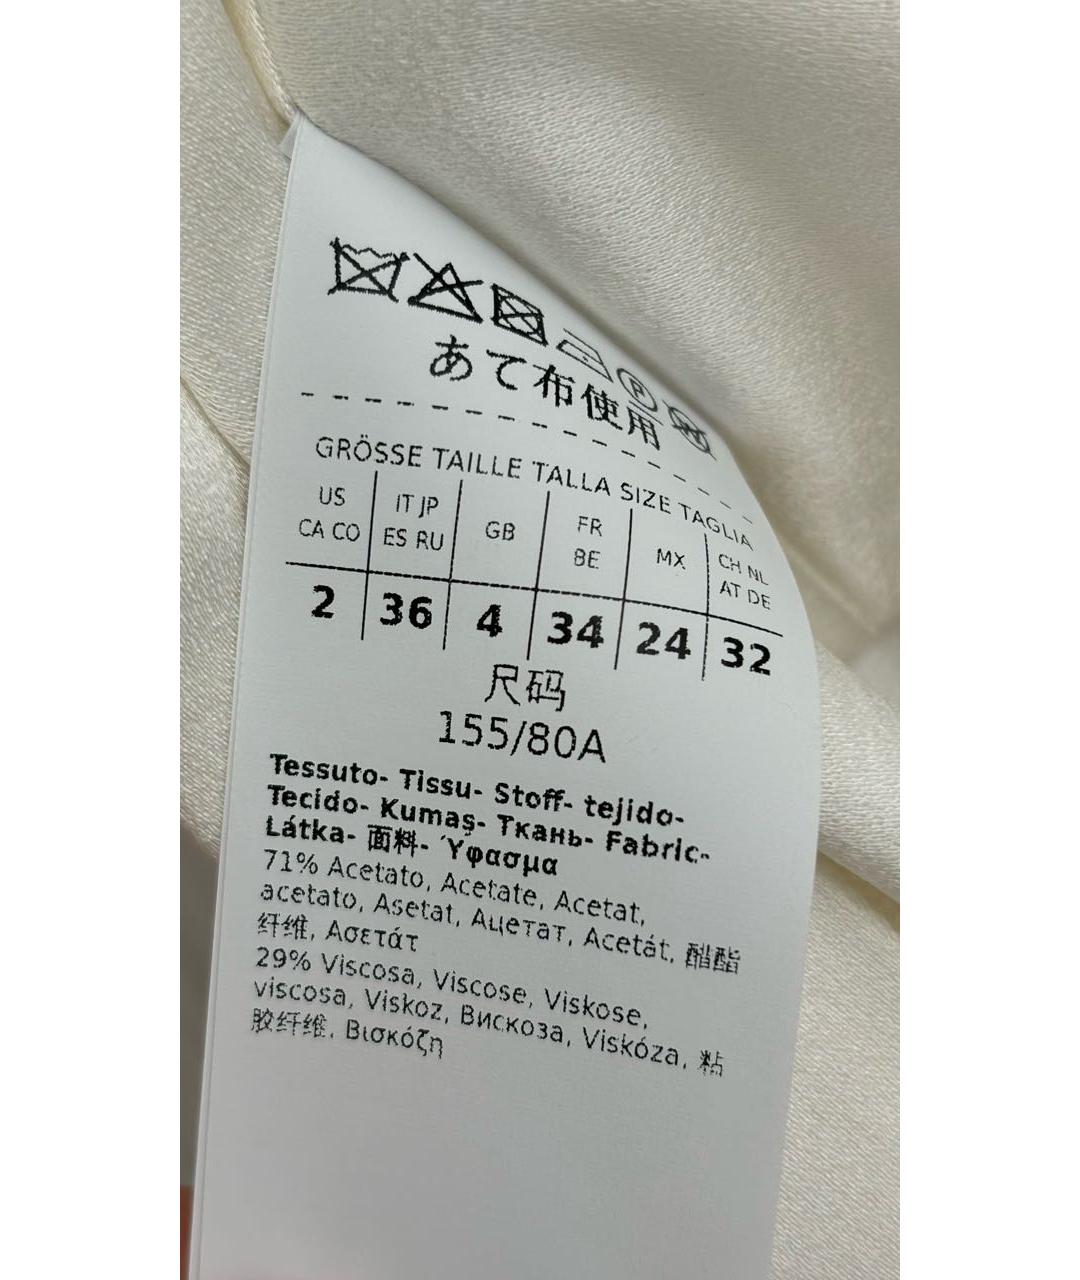 P
W
あて布使用
GRÖSSE TAILLE TALLA SIZE TAGLIA
US CA CO IT JP ES RU GB FR BE MX CH NL AT DE
2 36 4 34 24 32
尺码
155/80A
Tessuto- Tissu- Stoff- tejido-
Tecido- Kumaş- Ткань- Fabric-
Látka- 面料- Ύφασμα
71% Acetato, Acetate, Acetat,
acetato, Asetat, Ацетат, Acetát, 醋酯
纤维, Ασετάτ
29% Viscosa, Viscose, Viskose,
viscosa, Viskoz, Вискоза, Viskóza, 粘
胶纤维, Βισκόζη